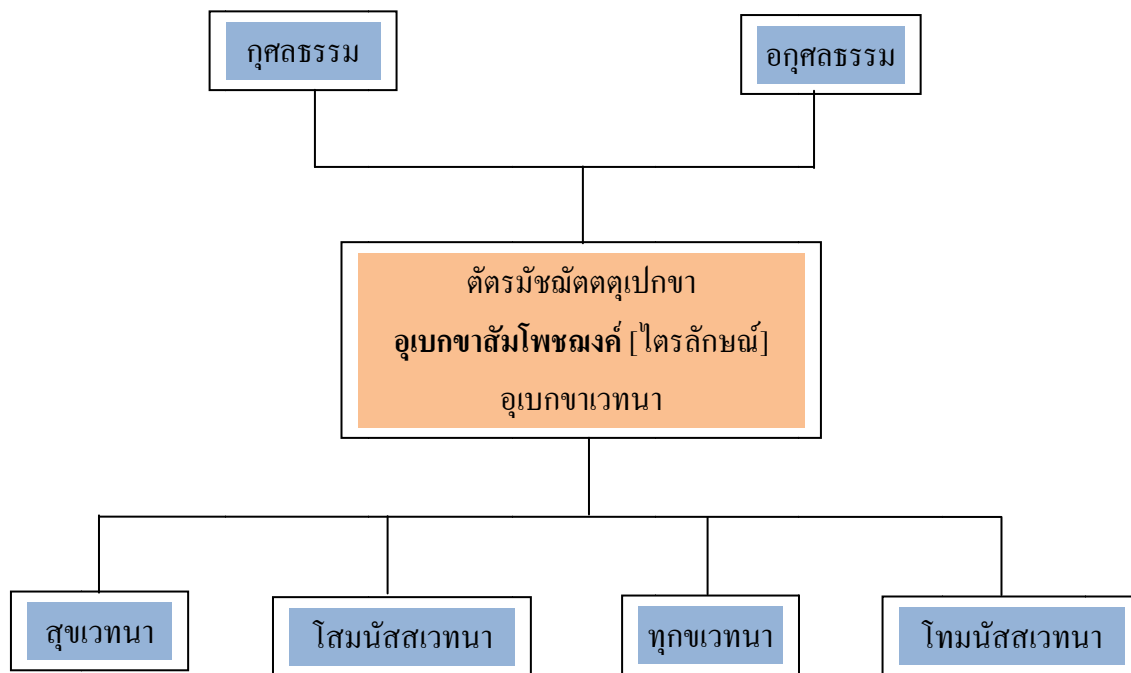 กุศลธรรม
อกุศลธรรม
ตัตรมัชฌัตตตุเปกขา
อุเบกขาสัมโพชฌงค์ [ไตรลักษณ์]
อุเบกขาเวทนา
สุขเวทนา
โสมนัสสเวทนา
ทุกขเวทนา
โทมนัสสเวทนา